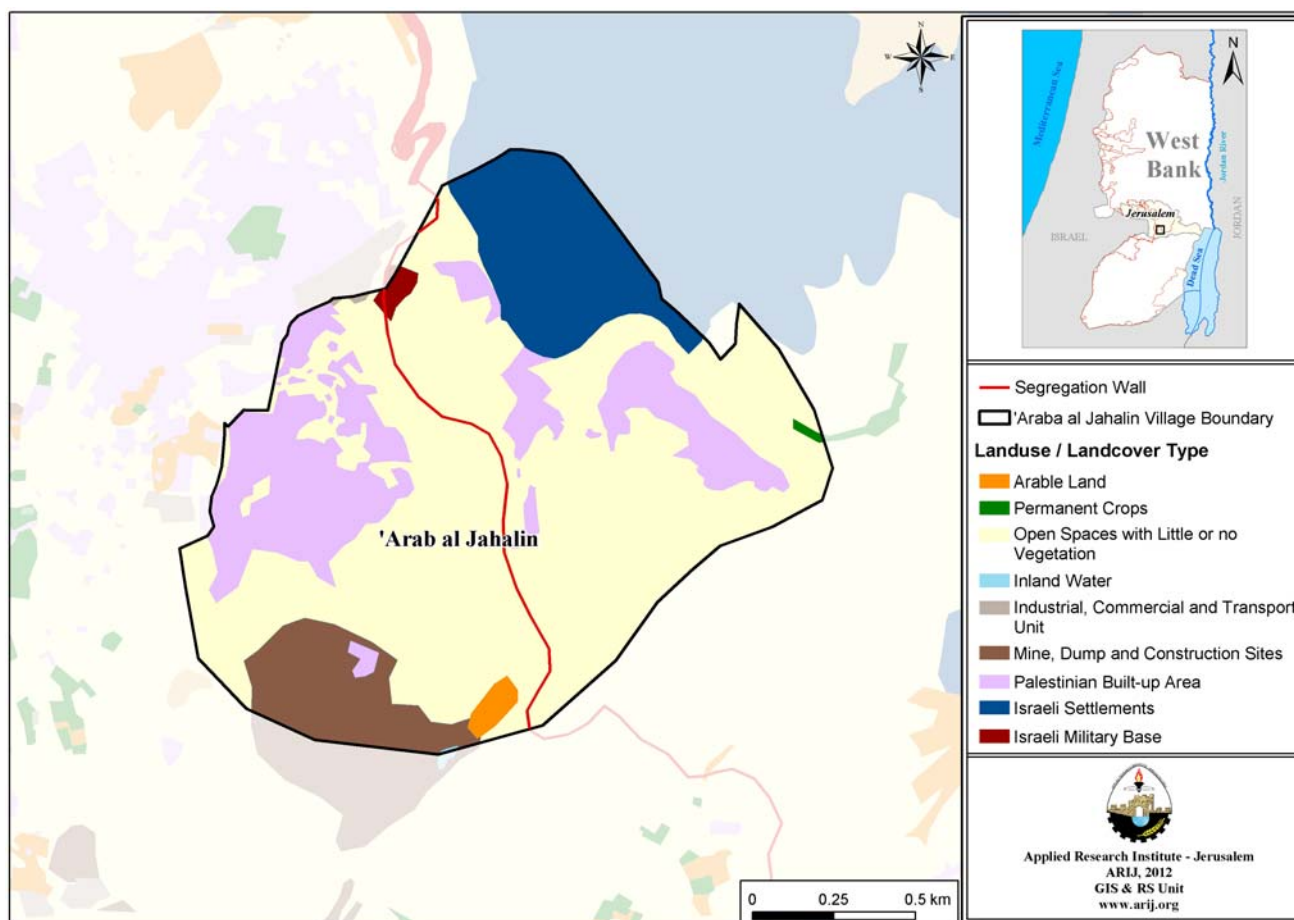 'Arab al Jahalin
N
W
E
S
0 0.25 0.5 km
N
Mediterranean Sea
West
Bank
Jordan River
Jerusalem
ISRAEL
JORDAN
Dead Sea
Segregation Wall
'Araba al Jahalin Village Boundary
Landuse / Landcover Type
Arable Land
Permanent Crops
Open Spaces with Little or no
Vegetation
Inland Water
Industrial, Commercial and Transport
Unit
Mine, Dump and Construction Sites
Palestinian Built-up Area
Israeli Settlements
Israeli Military Base
Applied Research Institute - Jerusalem
ARIJ, 2012
GIS & RS Unit
www.arij.org